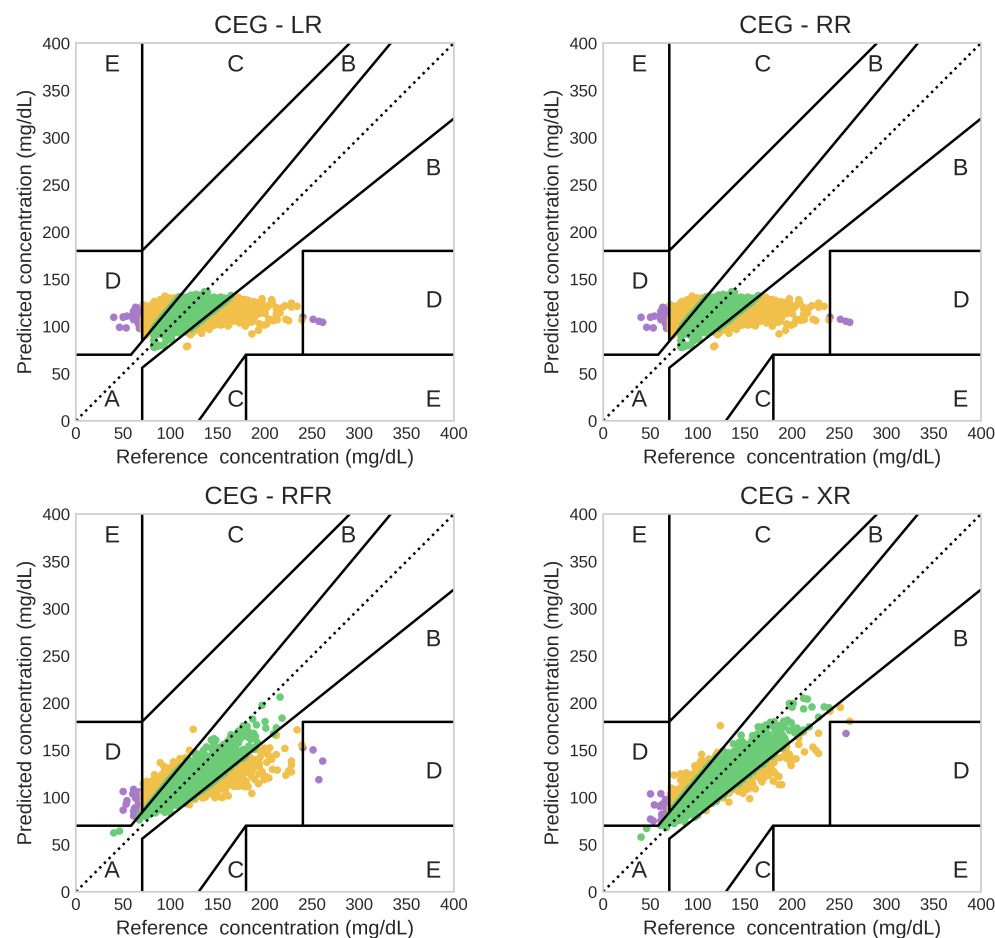 CEG - LR
400
350
300
250
200
150
100
50
0
Predicted concentration (mg/dL)
E
C
B
B
D
D
A
C
E
0 50 100 150 200 250 300 350 400
Reference concentration (mg/dL)
CEG - RR
400
350
300
250
200
150
100
50
0
Predicted concentration (mg/dL)
E
C
B
B
D
D
A
C
E
0 50 100 150 200 250 300 350 400
Reference concentration (mg/dL)
CEG - RFR
400
350
300
250
200
150
100
50
0
Predicted concentration (mg/dL)
E
C
B
B
D
D
A
C
E
0 50 100 150 200 250 300 350 400
Reference concentration (mg/dL)
CEG - XR
400
350
300
250
200
150
100
50
0
Predicted concentration (mg/dL)
E
C
B
B
D
D
A
C
E
0 50 100 150 200 250 300 350 400
Reference concentration (mg/dL)